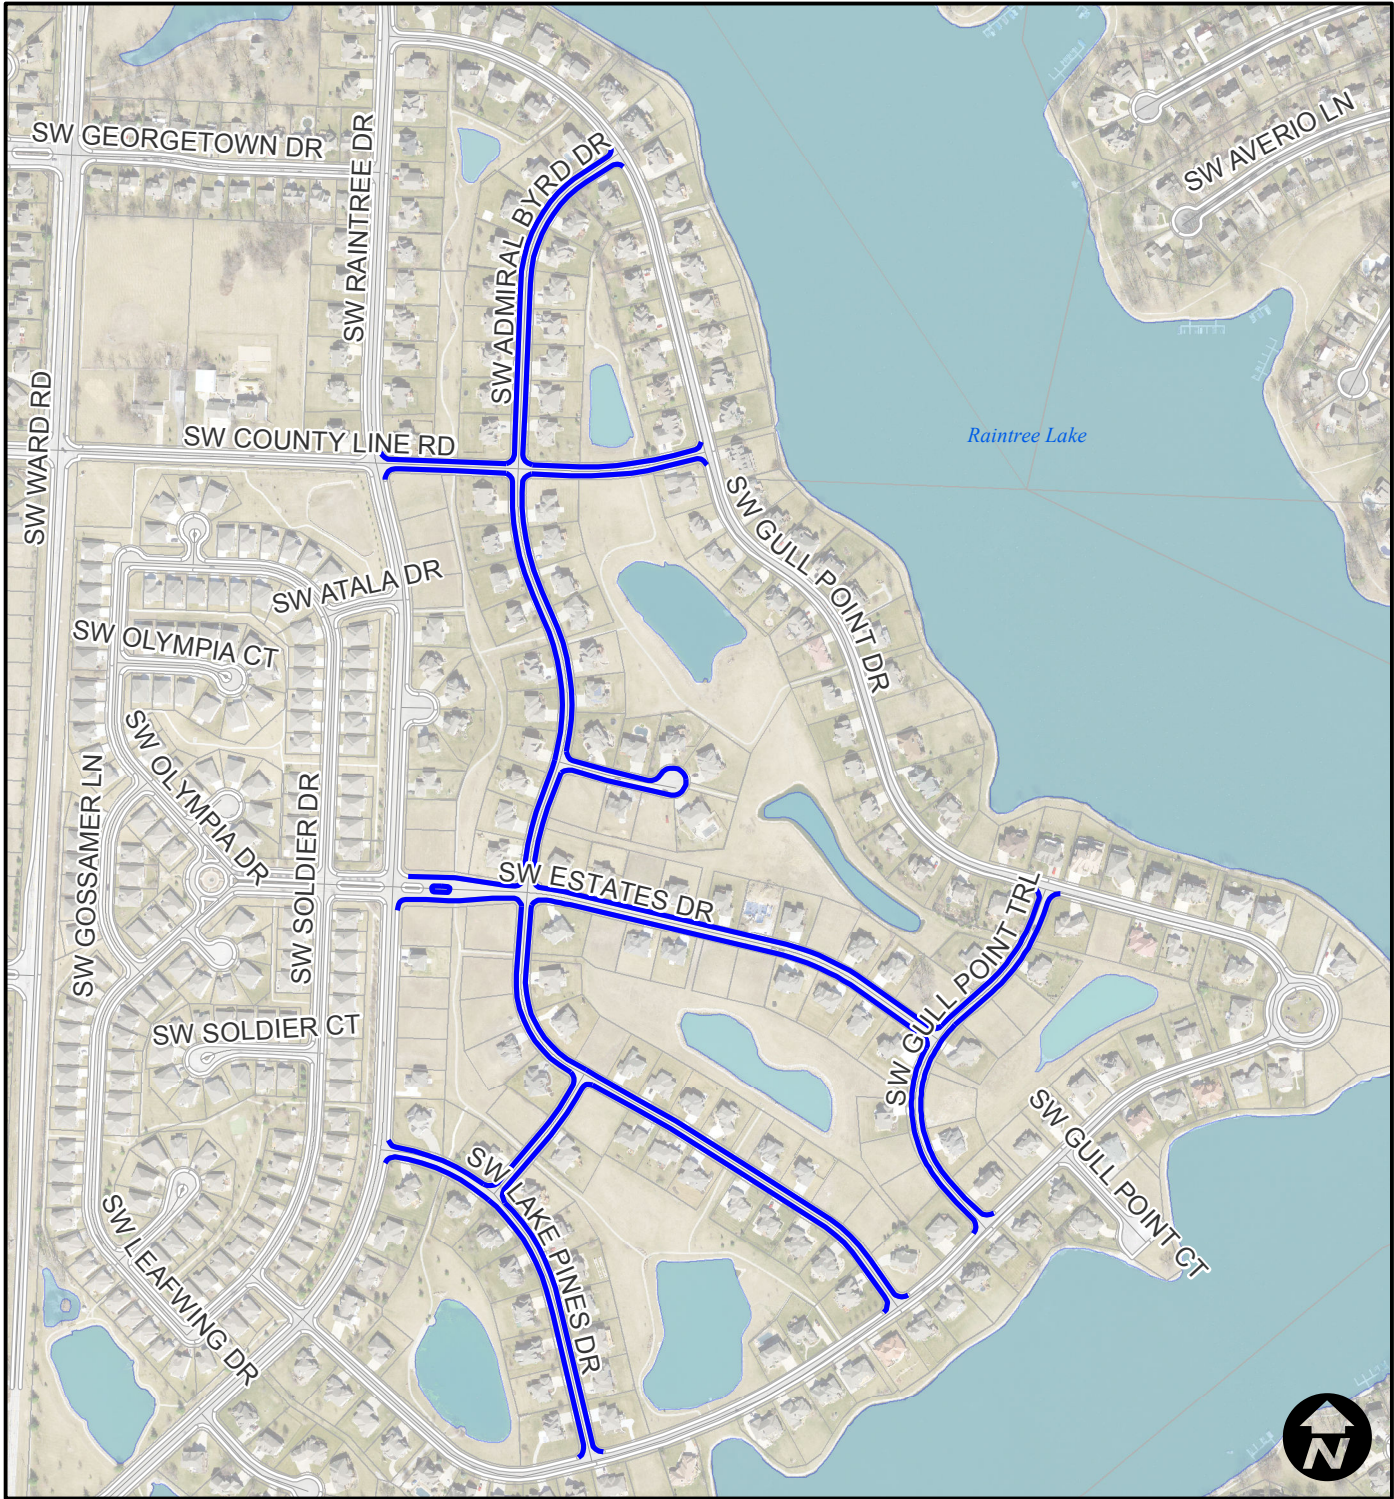 SW GEORGETOWN DR
SW RAINTREE DR
SW ADMIRAL BYRD DR
SW AVERIO LN
SW WARD RD
SW COUNTY LINE RD
Raintree Lake
SW GULL POINT DR
SW ATALA DR
SW OLYMPIA CT
SW OLYMPIA DR
SW GOSSAMER LN
SW SOLDIER DR
SW ESTATES DR
SW GULL POINT TRL
SW SOLDIER CT
SW GULL POINT CT
SW LAKE PINES DR
SW LEAFWING DR
N